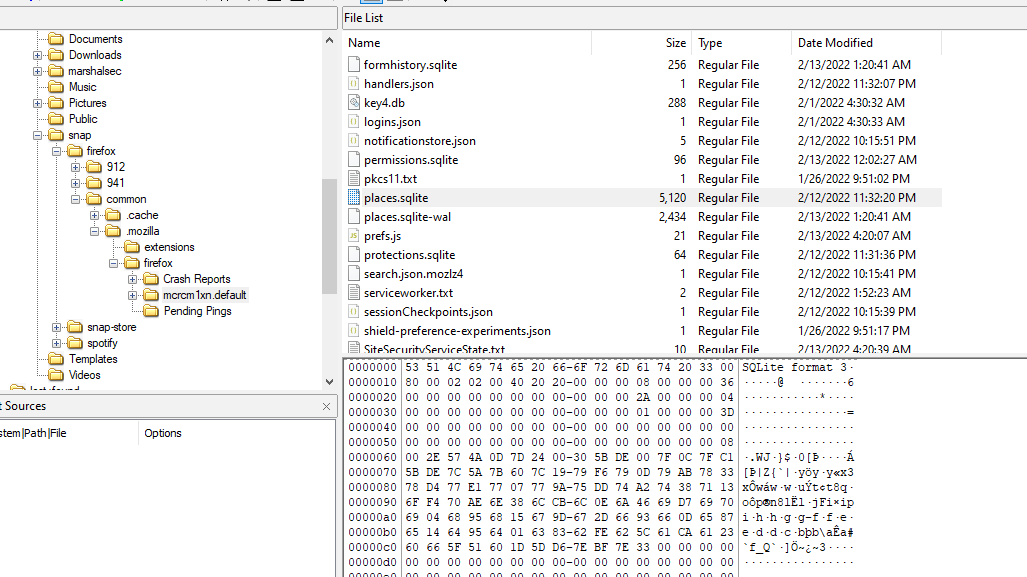 File List
Name Size Type Date Modified
Documents
Downloads
marshalsec
Music
Pictures
Public
snap
firefox
912
941
common
.cache
.mozilla
extensions
firefox
Crash Reports
mcrcm1xn.default
Pending Pings
snap-store
spotify
Templates
Videos
formhistory.sqlite 256 Regular File 2/13/2022 1:20:41 AM
handlers.json 1 Regular File 2/12/2022 11:32:07 PM
key4.db 288 Regular File 2/1/2022 4:30:32 AM
logins.json 1 Regular File 2/1/2022 4:30:33 AM
notificationstore.json 5 Regular File 2/12/2022 10:15:51 PM
permissions.sqlite 96 Regular File 2/13/2022 12:02:27 AM
pkcs11.txt 1 Regular File 1/26/2022 9:51:02 PM
places.sqlite 5,120 Regular File 2/12/2022 11:32:20 PM
places.sqlite-wal 2,434 Regular File 2/13/2022 1:20:41 AM
prefs.js 21 Regular File 2/13/2022 4:20:07 AM
protections.sqlite 64 Regular File 2/12/2022 11:31:36 PM
search.json.mozlz4 1 Regular File 2/12/2022 10:15:41 PM
serviceworker.txt 2 Regular File 2/12/2022 1:52:23 AM
sessionCheckpoints.json 1 Regular File 2/12/2022 10:15:39 PM
shield-preference-experiments.json 1 Regular File 1/26/2022 9:51:17 PM
SiteSecurityServiceState.txt 10 Regular File 2/13/2022 4:20:39 AM
t Sources
stem|Path|File Options
0000000 53 51 4C 69 74 65 20 66-6F 72 6D 61 74 20 33 00 SQLite format 3·
0000010 80 00 02 02 00 40 20 20-00 00 00 08 00 00 00 36
0000020 00 00 00 00 00 00 00 00-00 00 00 2A 00 00 00 04
0000030 00 00 00 00 00 00 00 00-00 00 00 01 00 00 00 3D
0000040 00 00 00 00 00 00 00 00-00 00 00 00 00 00 00 00
0000050 00 00 00 00 00 00 00 00-00 00 00 00 00 00 00 08
0000060 00 2E 57 4A 0D 7D 24 00-30 5B DE 00 7F 0C 7F C1
0000070 5B DE 7C 5A 7B 60 7C 19-79 F6 79 0D 79 AB 78 33
0000080 78 D4 77 E1 77 07 77 9A-75 DD 74 A2 74 38 71 13
0000090 6F F4 70 AE 6E 38 6C CB-6C 0E 6A 46 69 D7 69 70
00000a0 69 04 68 95 68 15 67 9D-67 2D 66 93 66 0D 65 87
00000b0 65 14 64 95 64 01 63 83-62 FE 62 5C 61 CA 61 23
00000c0 60 66 5F 51 60 1D 5D D6-7E BF 7E 33 00 00 00 00
00000d0 00 00 00 00 00 00 00 00-00 00 00 00 00 00 00 00